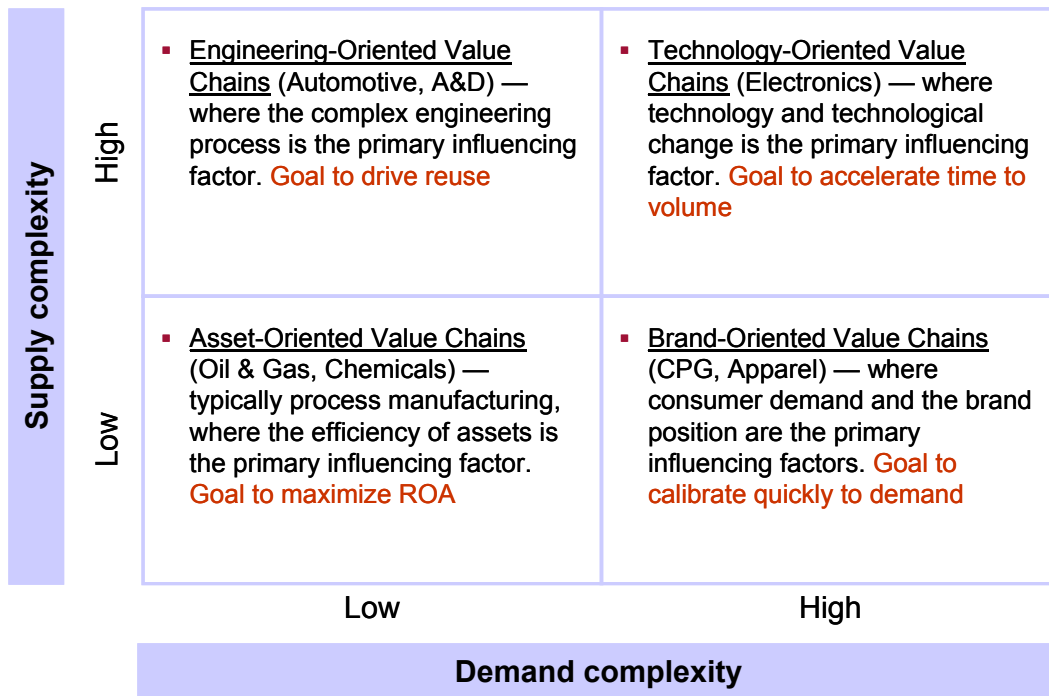 Supply complexity
High
▪ Engineering-Oriented Value
Chains (Automotive, A&D) —
where the complex engineering
process is the primary influencing
factor. Goal to drive reuse
▪ Technology-Oriented Value
Chains (Electronics) — where
technology and technological
change is the primary influencing
factor. Goal to accelerate time to
volume
Low
▪ Asset-Oriented Value Chains
(Oil & Gas, Chemicals) —
typically process manufacturing,
where the efficiency of assets is
the primary influencing factor.
Goal to maximize ROA
▪ Brand-Oriented Value Chains
(CPG, Apparel) — where
consumer demand and the brand
position are the primary
influencing factors. Goal to
calibrate quickly to demand
Low
High
Demand complexity